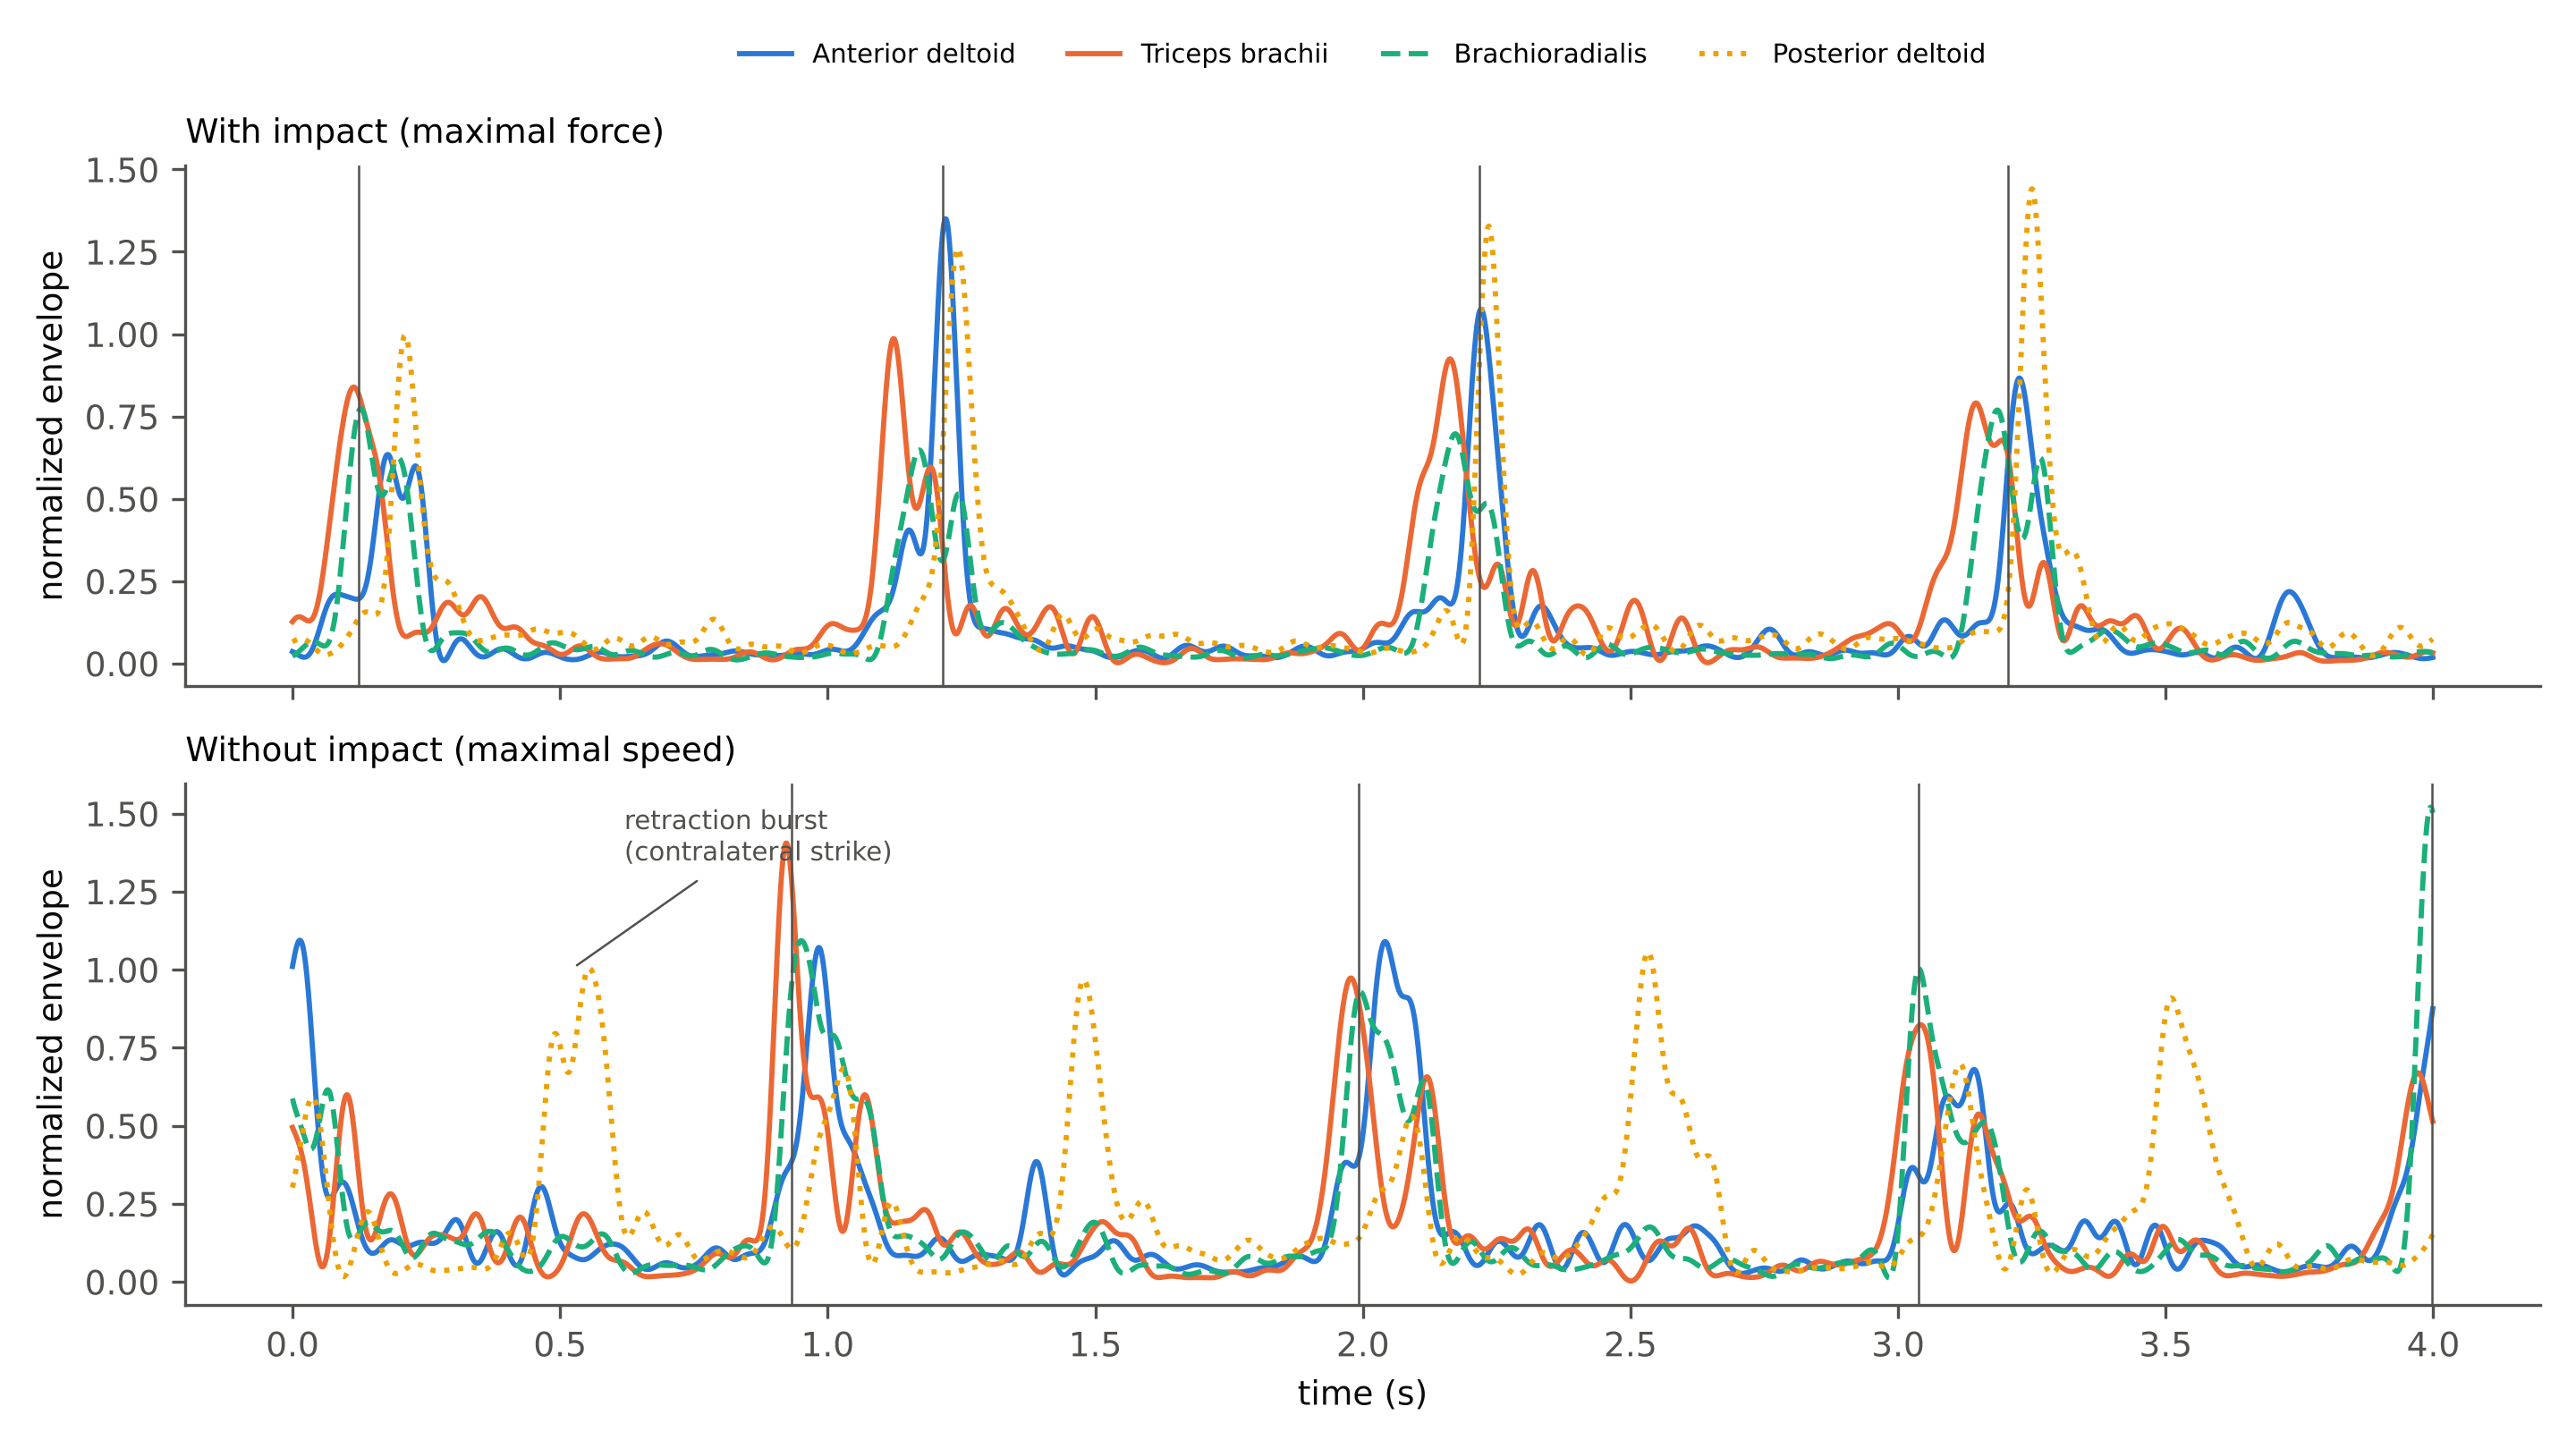 Anterior deltoid Triceps brachii Brachioradialis Posterior deltoid
With impact (maximal force)
1.50
1.25
1.00
0.75
0.50
0.25
0.00
normalized envelope
Without impact (maximal speed)
retraction burst
(contralateral strike)
1.50
1.25
1.00
0.75
0.50
0.25
0.00
normalized envelope
0.0 0.5 1.0 1.5 2.0 2.5 3.0 3.5 4.0
time (s)